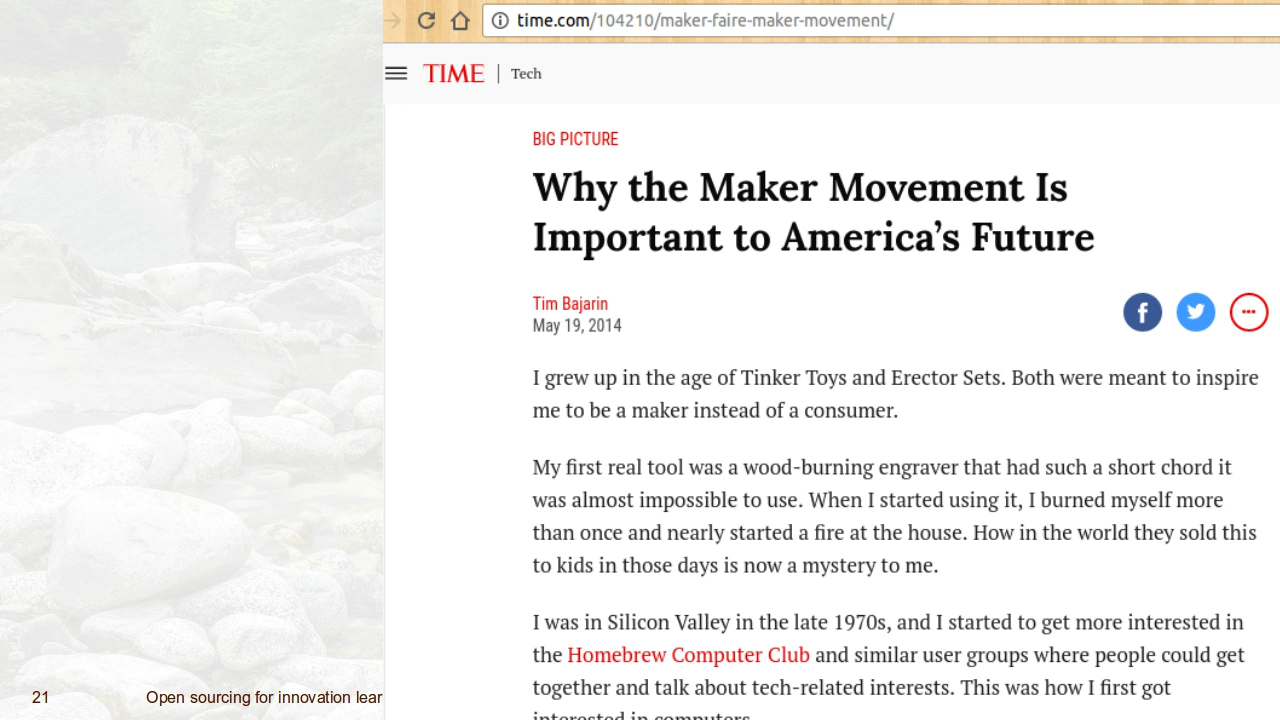 time.com/104210/maker-faire-maker-movement/
TIME | Tech
BIG PICTURE
Why the Maker Movement Is
Important to America’s Future
Tim Bajarin
May 19, 2014
I grew up in the age of Tinker Toys and Erector Sets. Both were meant to inspire
me to be a maker instead of a consumer.
My first real tool was a wood-burning engraver that had such a short chord it
was almost impossible to use. When I started using it, I burned myself more
than once and nearly started a fire at the house. How in the world they sold this
to kids in those days is now a mystery to me.
I was in Silicon Valley in the late 1970s, and I started to get more interested in
the Homebrew Computer Club and similar user groups where people could get
together and talk about tech-related interests. This was how I first got
interested in computers.
21 Open sourcing for innovation lear